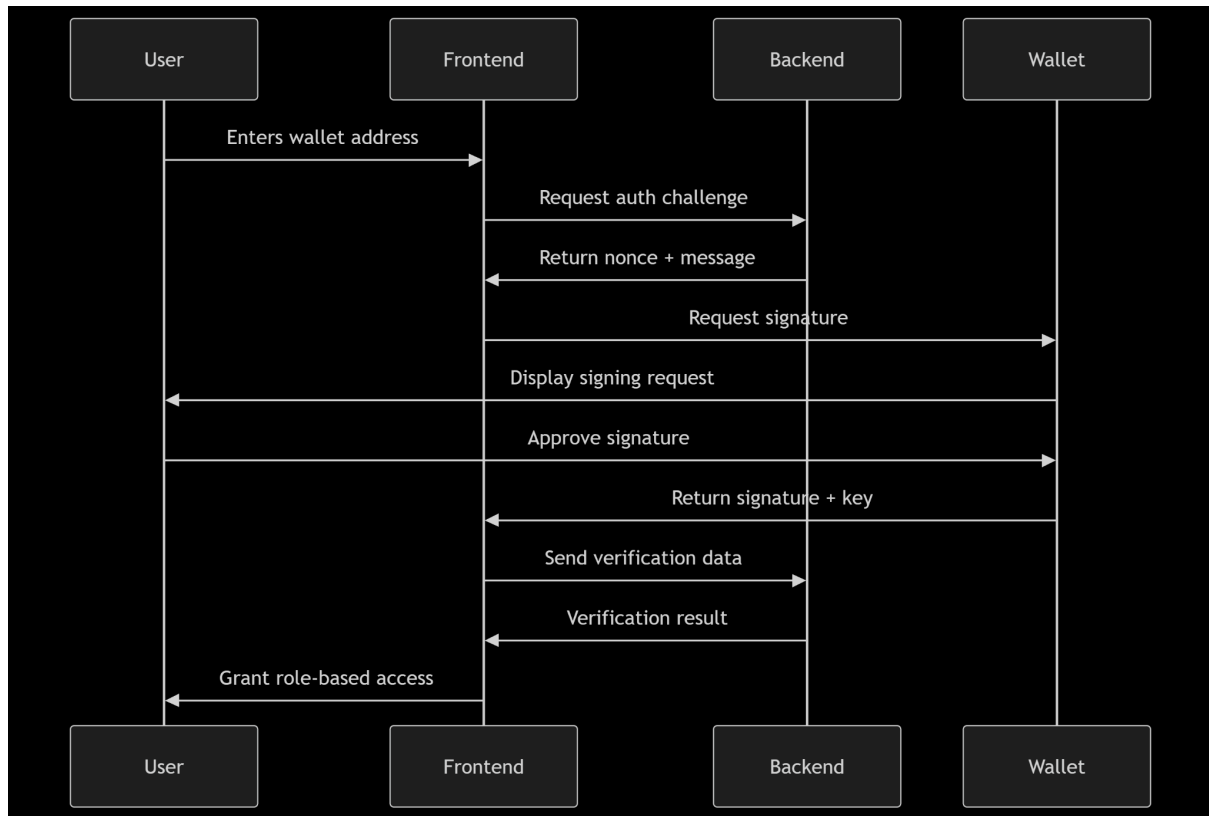 User
Frontend
Backend
Wallet
Enters wallet address
Request auth challenge
Return nonce + message
Request signature
Display signing request
Approve signature
Return signature + key
Send verification data
Verification result
Grant role-based access
User
Frontend
Backend
Wallet